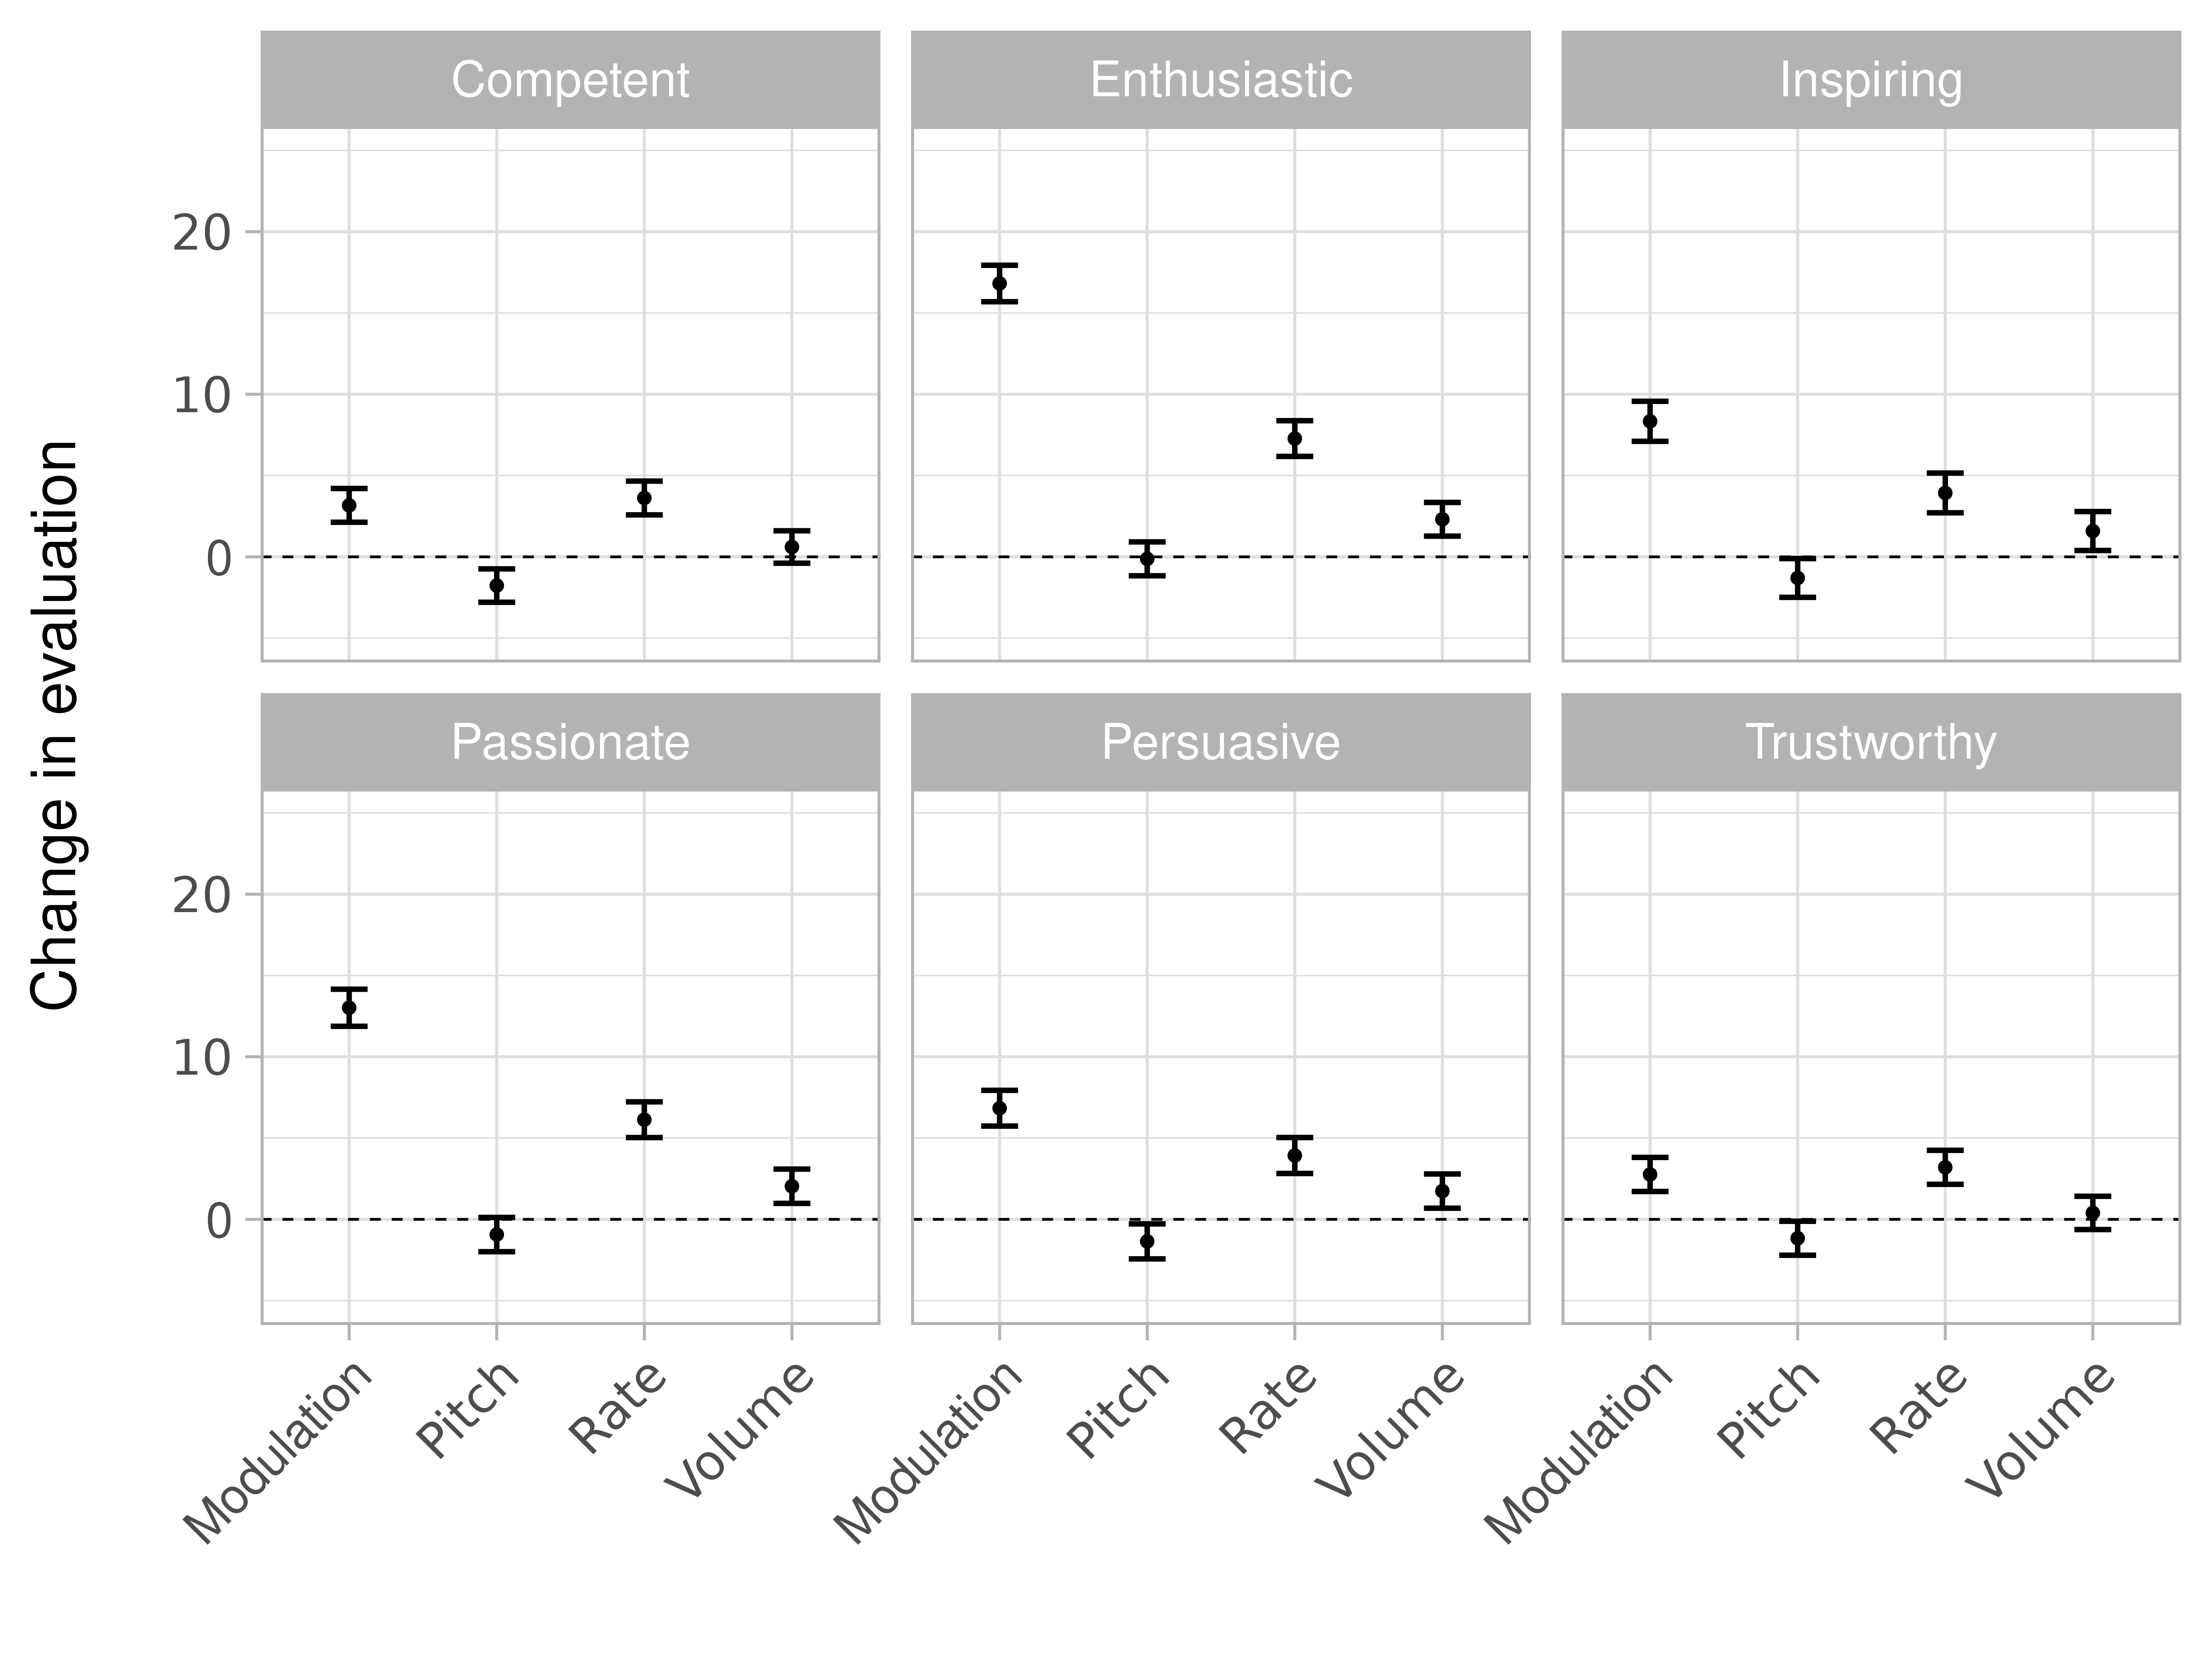 Change in evaluation
Competent
Enthusiastic
Inspiring
20
10
0
Passionate
Persuasive
Trustworthy
20
10
0
Modulation
Pitch
Rate
Volume
Modulation
Pitch
Rate
Volume
Modulation
Pitch
Rate
Volume